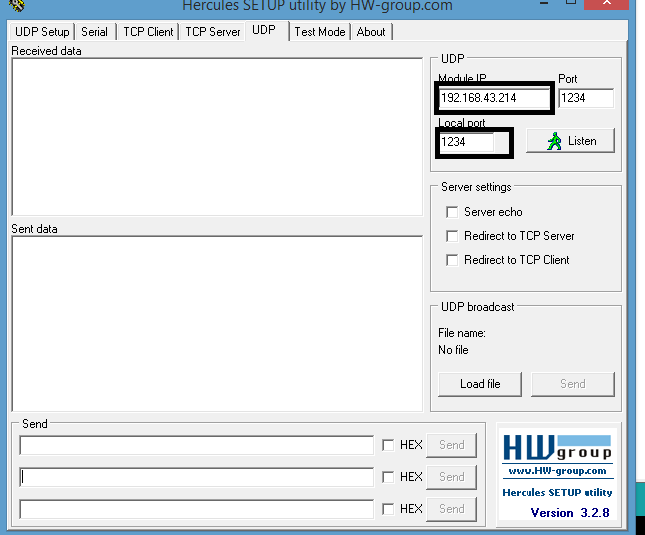 Hercules SETUP utility by HW-group.com
UDP Setup Serial TCP Client TCP Server UDP Test Mode About
Received data
UDP
Module IP Port
192.168.43.214 1234
Local port
1234 Listen
Server settings
Server echo
Redirect to TCP Server
Redirect to TCP Client
Sent data
UDP broadcast
File name:
No file
Load file Send
Send
HEX Send
HEX Send
HEX Send
HW group
www.HW-group.com
Hercules SETUP utility
Version 3.2.8